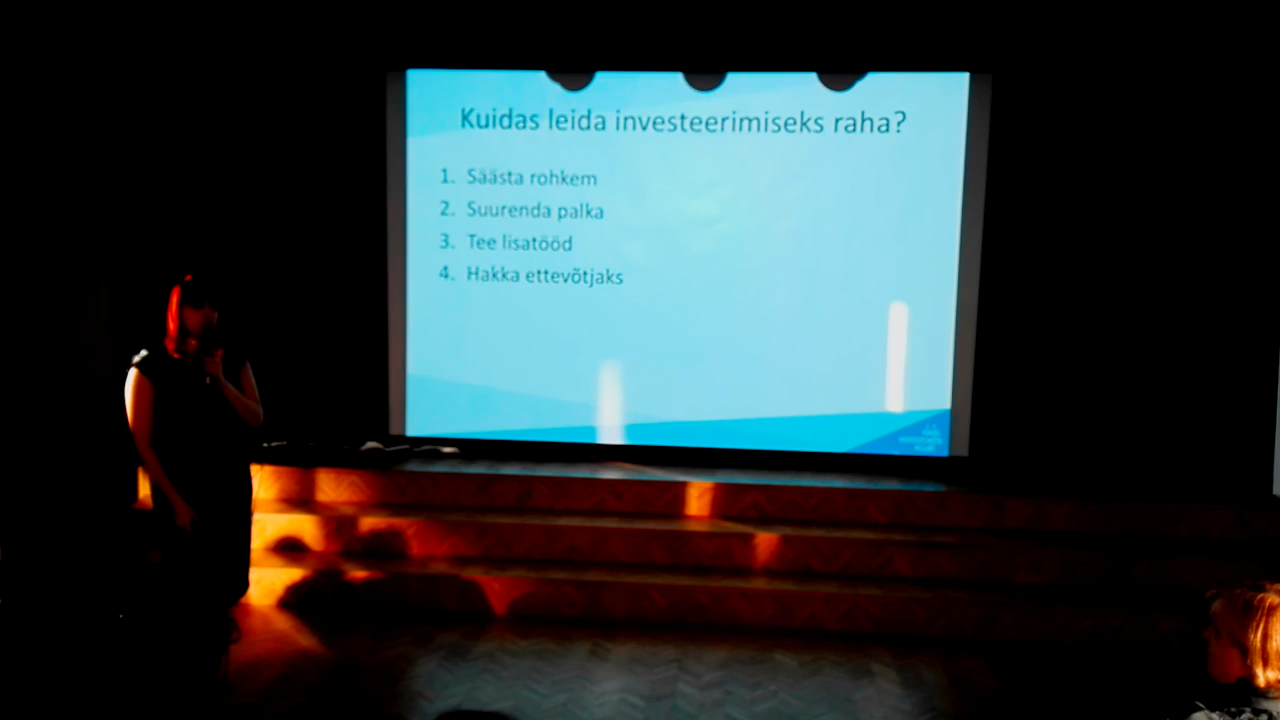 Kuidas leida investeerimiseks raha?
1. Säästa rohkem
2. Suurenda palka
3. Tee lisatööd
4. Hakka ettevõtjaks